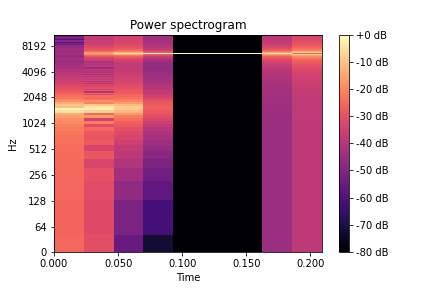 Power spectrogram
8192
4096
2048
1024
512
256
128
64
0
Hz
0.000 0.050 0.100 0.150 0.200
Time
+0 dB
-10 dB
-20 dB
-30 dB
-40 dB
-50 dB
-60 dB
-70 dB
-80 dB